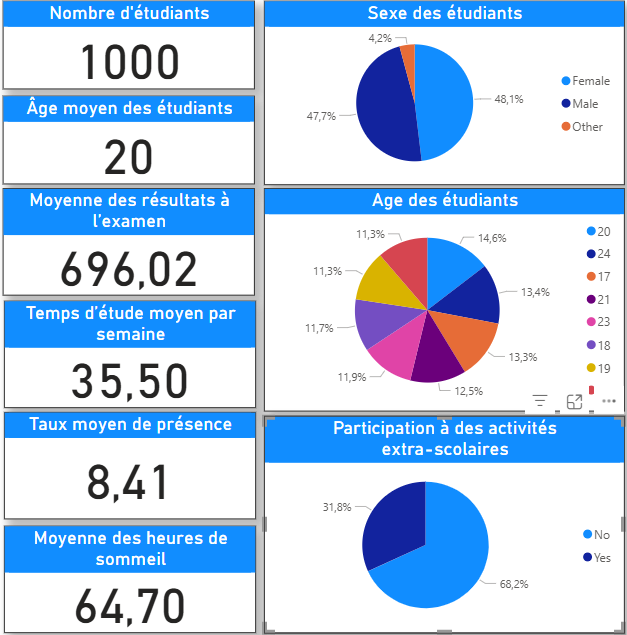 Nombre d'étudiants
1000
Âge moyen des étudiants
20
Moyenne des résultats à
l'examen
696,02
Temps d'étude moyen par
semaine
35,50
Taux moyen de présence
8,41
Moyenne des heures de
sommeil
64,70
Sexe des étudiants
4,2%
48,1%
47,7%
Female
Male
Other
Age des étudiants
11,3%
14,6%
11,3%
13,4%
11,7%
13,3%
11,9%
12,5%
20
24
17
21
23
18
19
Participation à des activités
extra-scolaires
31,8%
68,2%
No
Yes